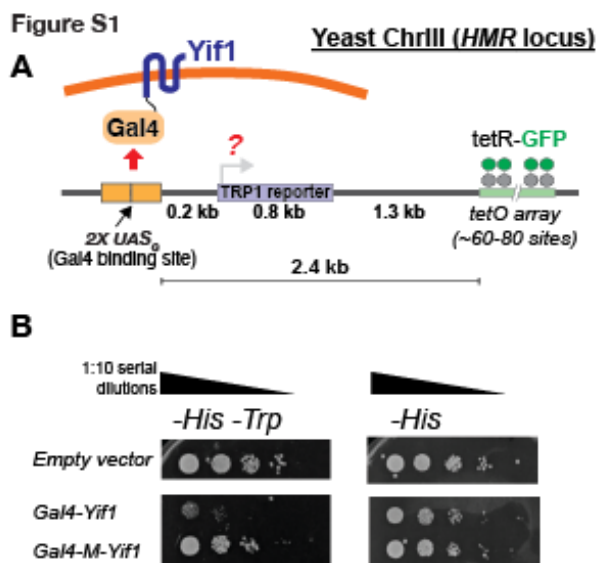 Figure S1
Yeast ChrIII (HMR locus)
A
Yif1
Gal4
?
tetR-GFP
TRP1 reporter
0.2 kb
0.8 kb
1.3 kb
2X UASG
(Gal4 binding site)
tetO array
(~60-80 sites)
2.4 kb
B
1:10 serial
dilutions
-His -Trp
-His
Empty vector
Gal4-Yif1
Gal4-M-Yif1